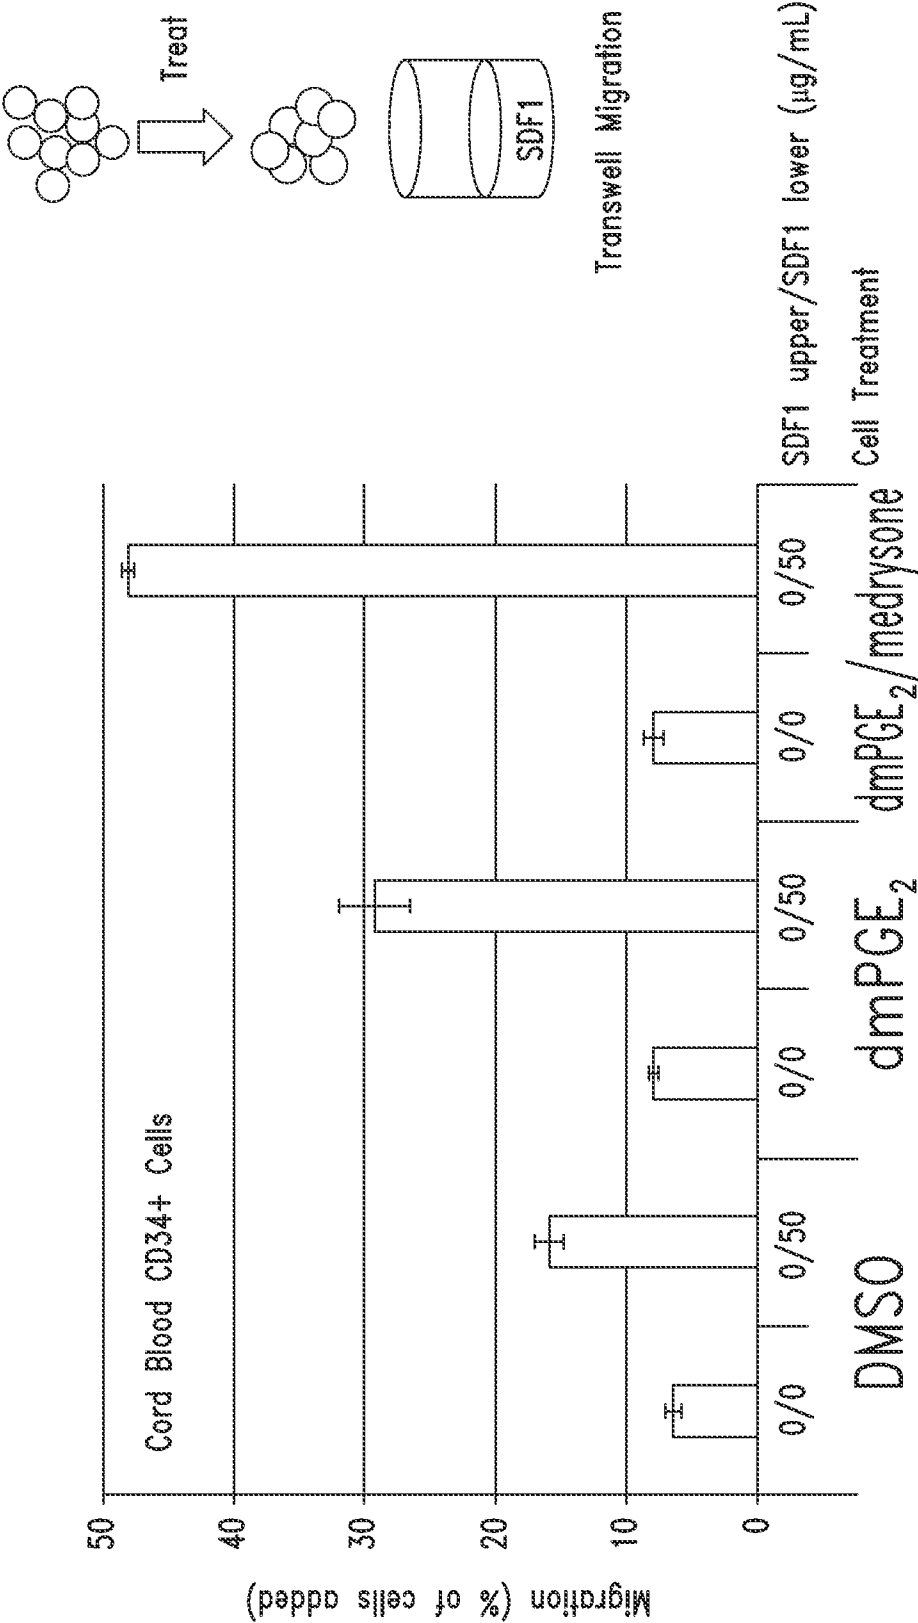 Cord Blood CD34+ Cells
Migration (% of cells added)
50
40
30
20
10
0
0/0 0/50 0/0 0/50 0/0 0/50 SDF1 upper/SDF1 lower (µg/mL)
DMSO dmPGE₂ dmPGE₂/medrysone Cell Treatment
Treat
SDF1
Transwell Migration